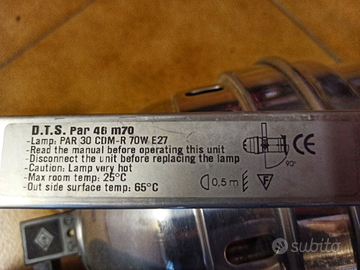 D.T.S. Par 46 m70
-Lamp: PAR 30 CDM-R 70W E27
-Read the manual before operating this unit
-Disconnect the unit before replacing the lamp
-Caution: Lamp very hot
-Max room temp: 25°C
-Out side surface temp: 65°C
90°
CE
0,5m
F
subito